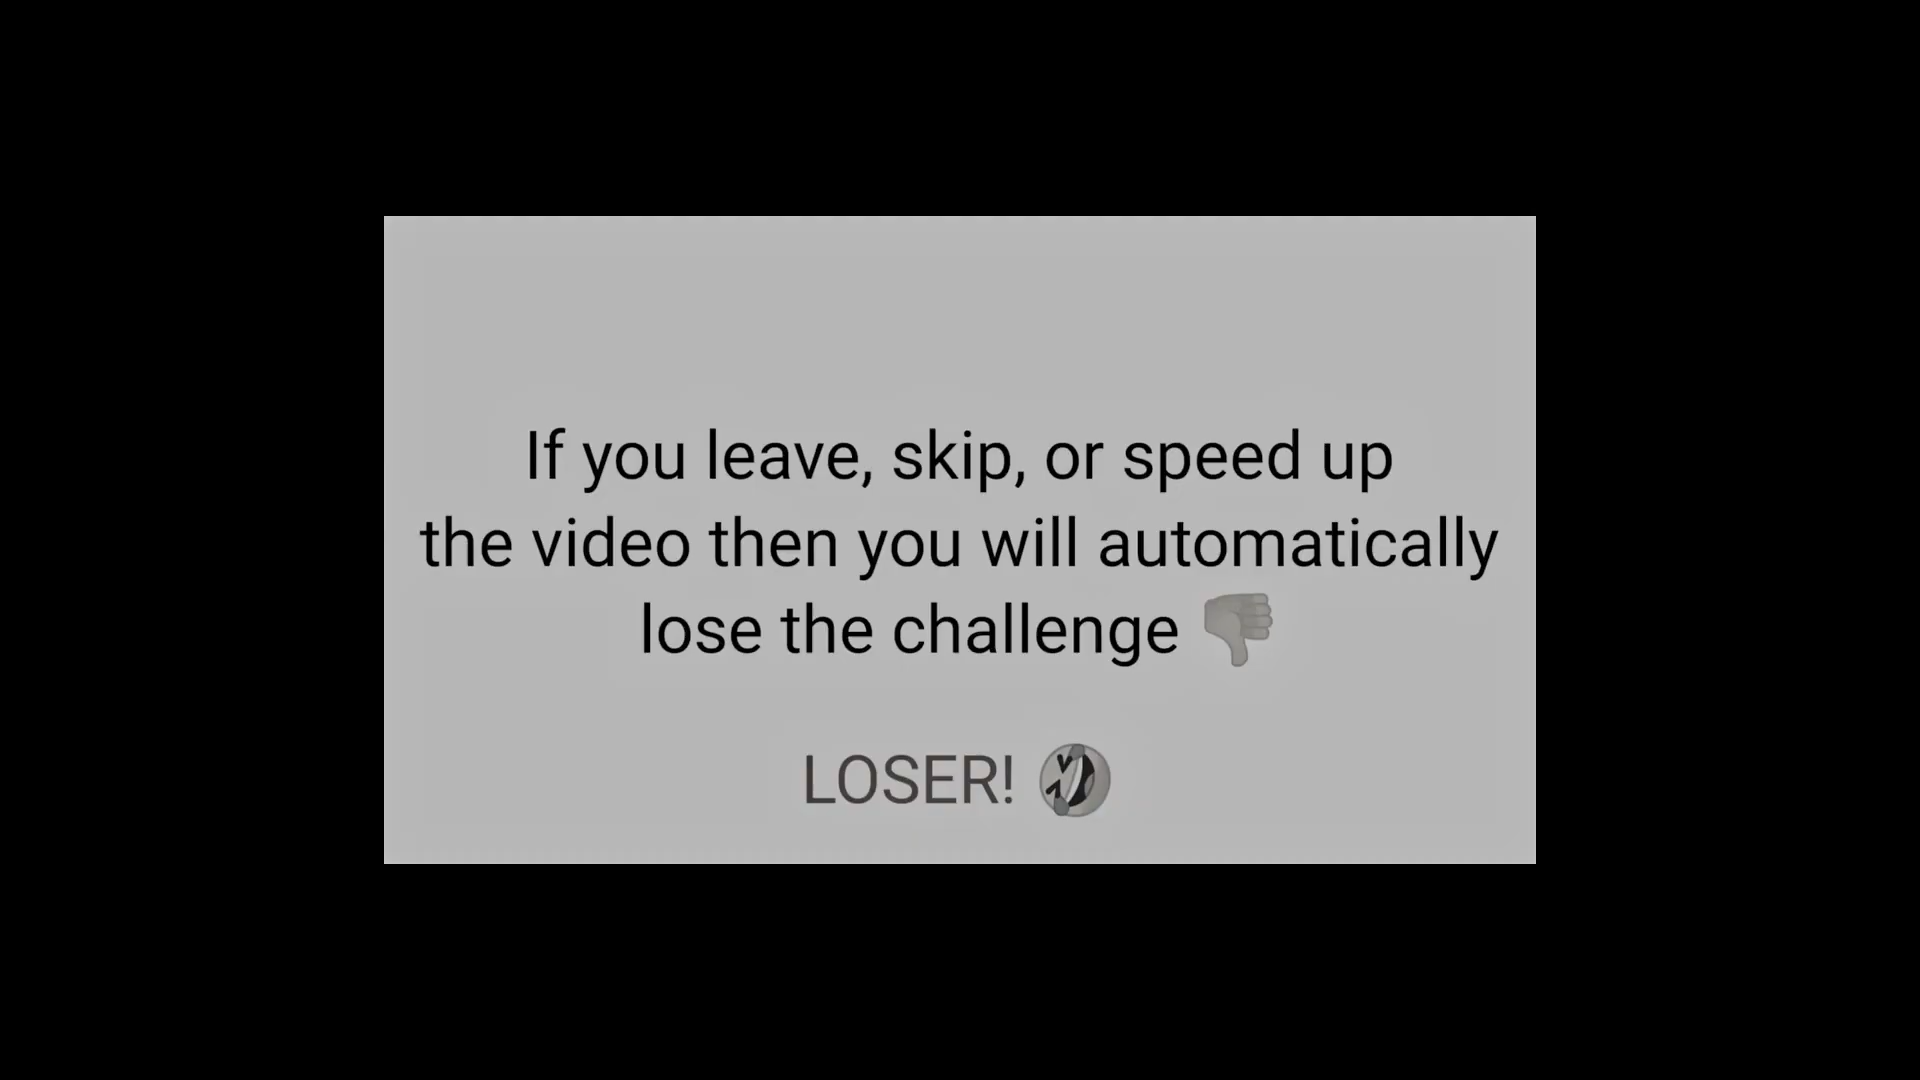 If you leave, skip, or speed up
the video then you will automatically
lose the challenge 👎
LOSER! 🤣